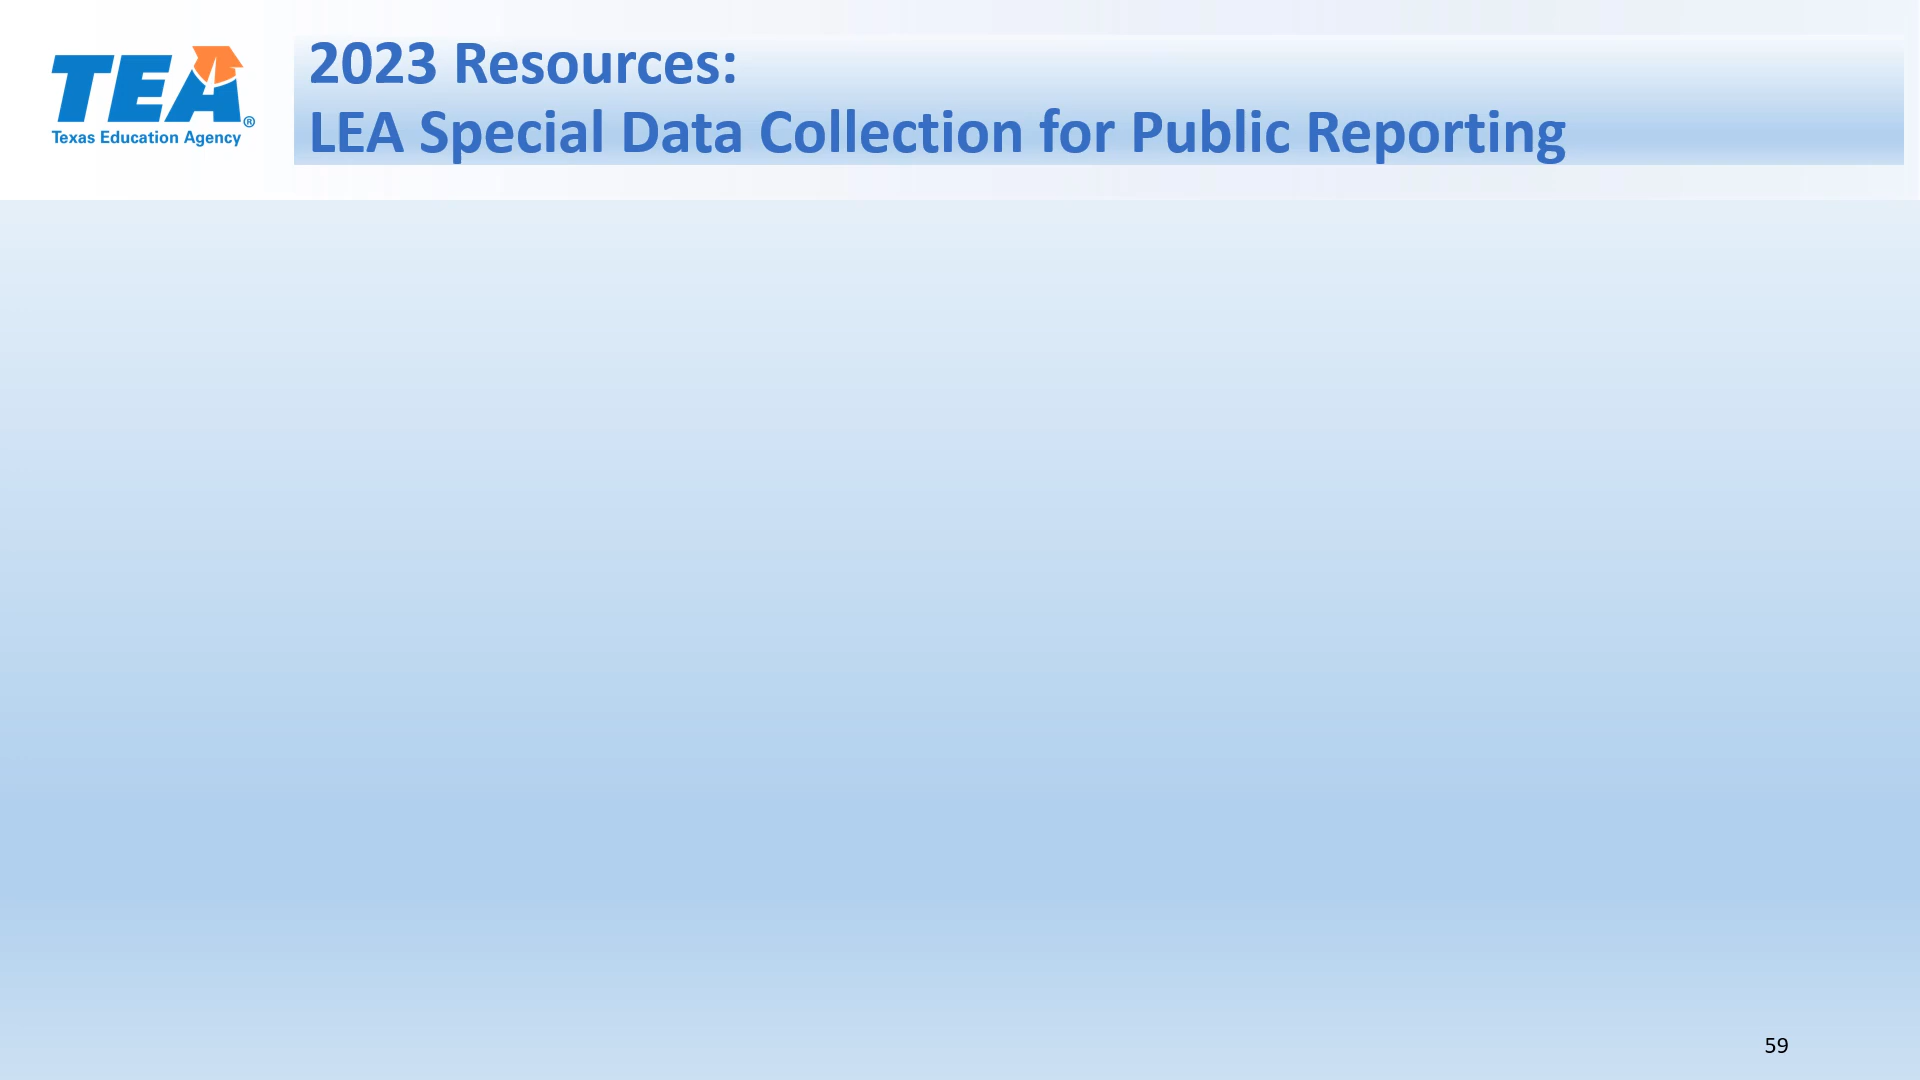 TEA®
Texas Education Agency
2023 Resources:
LEA Special Data Collection for Public Reporting
59